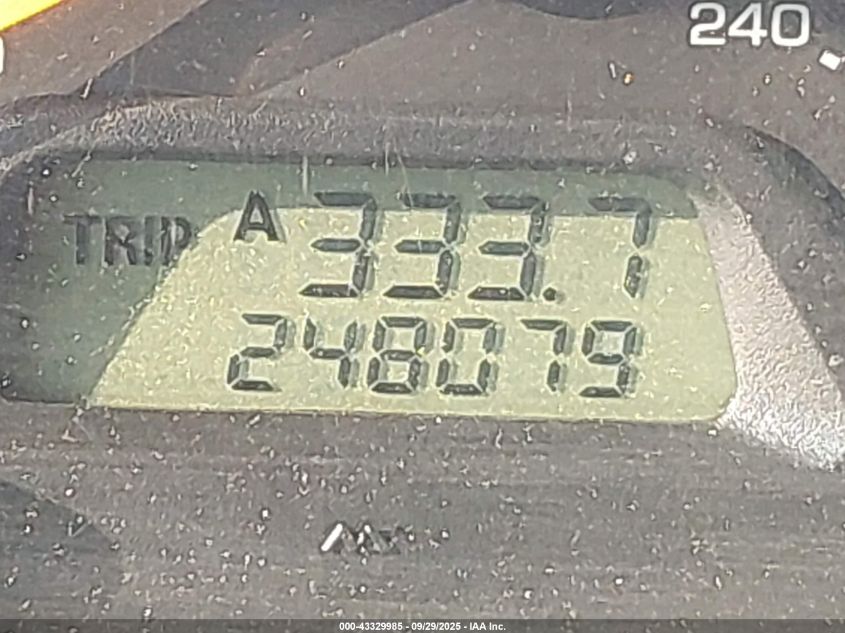 240
TRIP A 333.7
248079
000-43329985 - 09/29/2025 - IAA Inc.